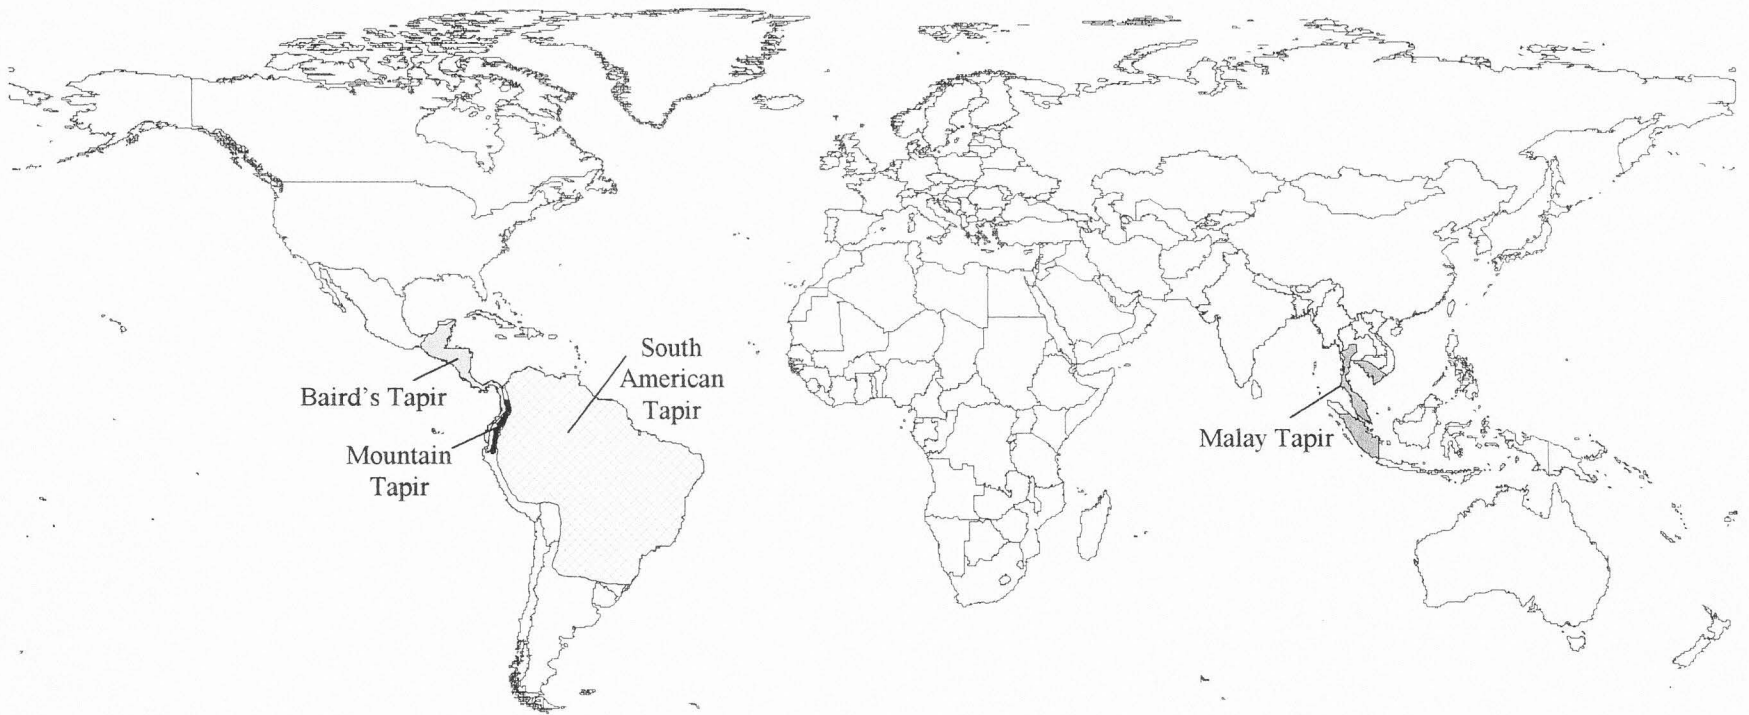 South
American
Tapir
Baird's Tapir
Mountain
Tapir
Malay Tapir